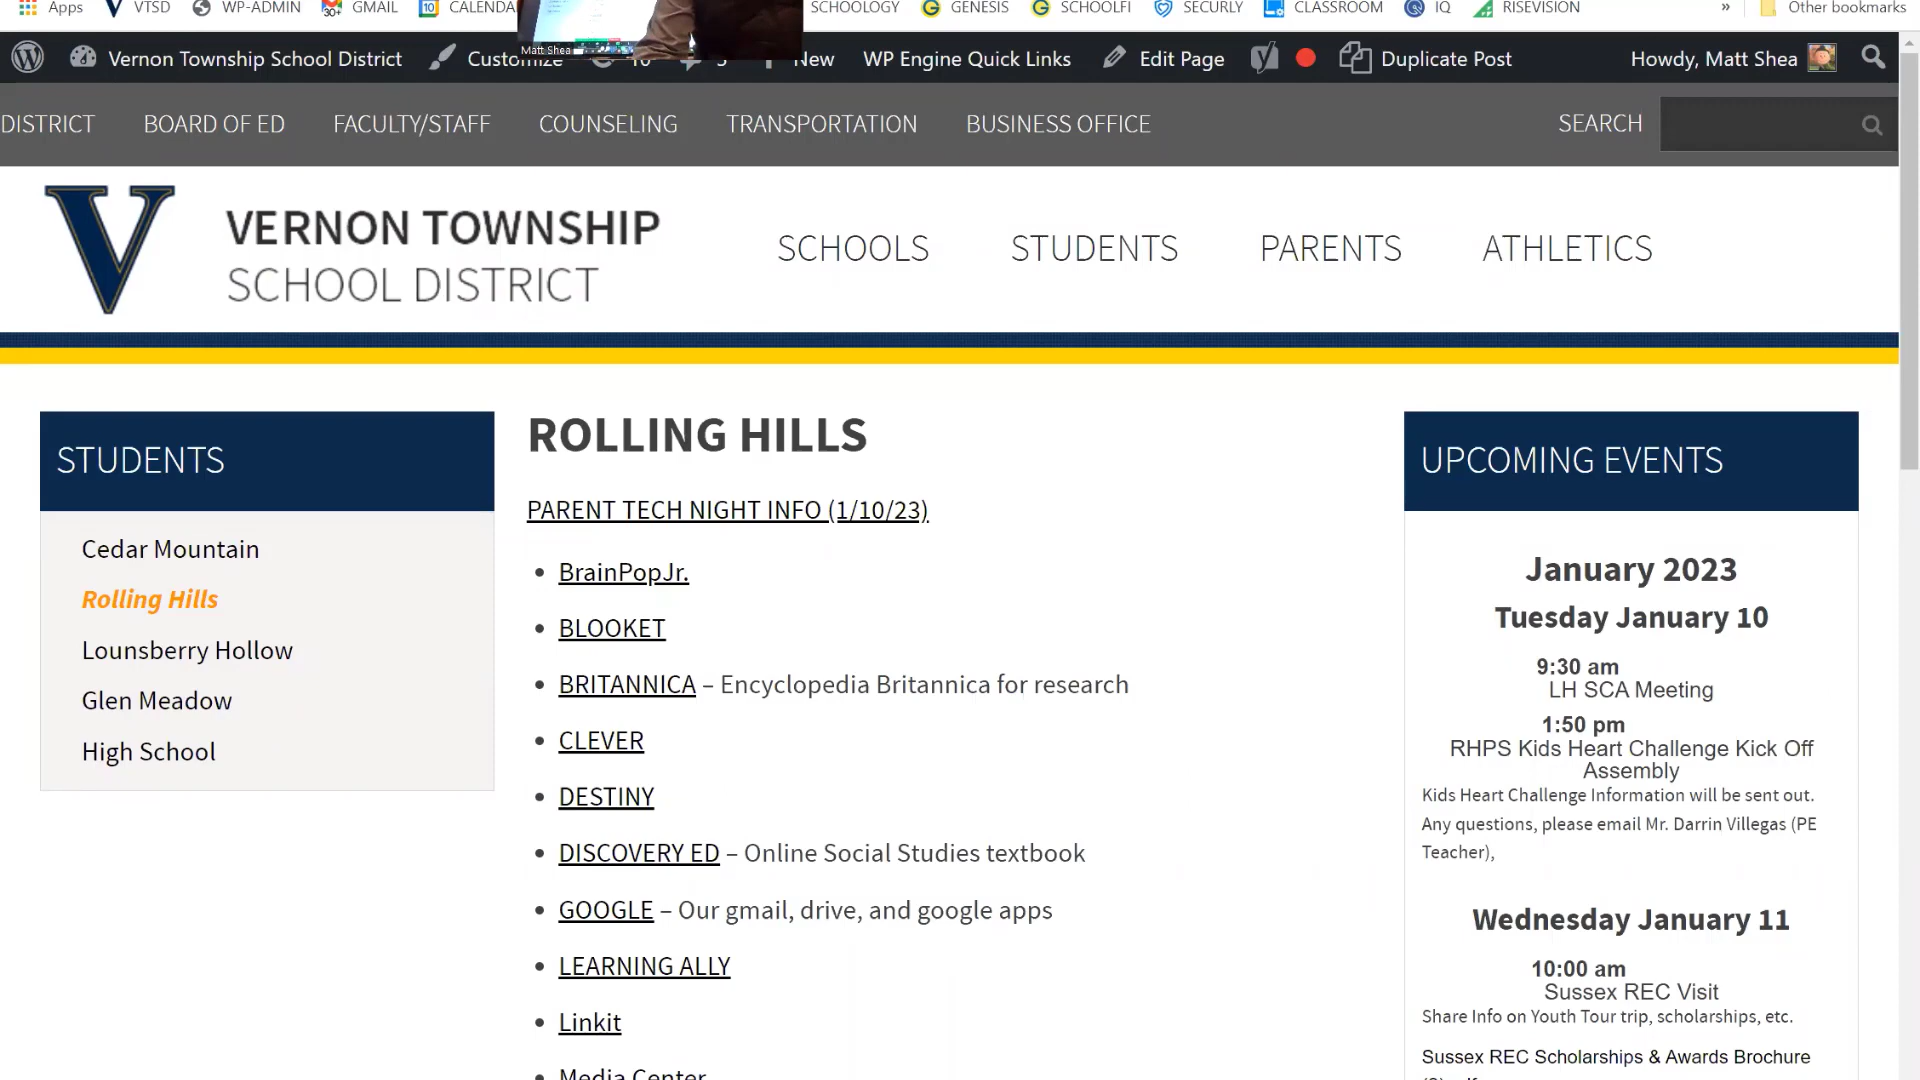 Apps VTSD WP-ADMIN 30+ GMAIL 10 CALENDA SCHOOLOGY GENESIS SCHOOLFI SECURLY CLASSROOM IQ RISEVISION » Other bookmarks
Matt Shea
Vernon Township School District Customize New WP Engine Quick Links Edit Page Duplicate Post Howdy, Matt Shea
DISTRICT BOARD OF ED FACULTY/STAFF COUNSELING TRANSPORTATION BUSINESS OFFICE SEARCH
V
VERNON TOWNSHIP
SCHOOL DISTRICT
SCHOOLS STUDENTS PARENTS ATHLETICS
STUDENTS
Cedar Mountain
Rolling Hills
Lounsberry Hollow
Glen Meadow
High School
ROLLING HILLS
PARENT TECH NIGHT INFO (1/10/23)
• BrainPopJr.
• BLOOKET
• BRITANNICA – Encyclopedia Britannica for research
• CLEVER
• DESTINY
• DISCOVERY ED – Online Social Studies textbook
• GOOGLE – Our gmail, drive, and google apps
• LEARNING ALLY
• Linkit
• Media Center
UPCOMING EVENTS
January 2023
Tuesday January 10
9:30 am
LH SCA Meeting
1:50 pm
RHPS Kids Heart Challenge Kick Off
Assembly
Kids Heart Challenge Information will be sent out.
Any questions, please email Mr. Darrin Villegas (PE
Teacher),
Wednesday January 11
10:00 am
Sussex REC Visit
Share Info on Youth Tour trip, scholarships, etc.
Sussex REC Scholarships & Awards Brochure